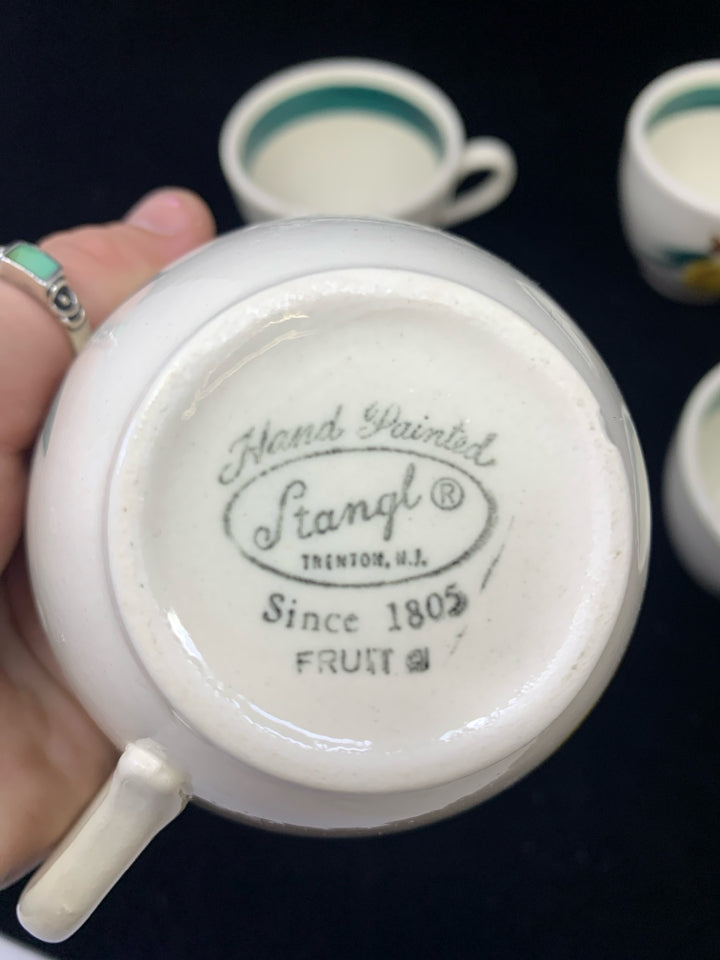 Hand Painted
Stangl ®
TRENTON, N.J.
Since 1805
FRUIT